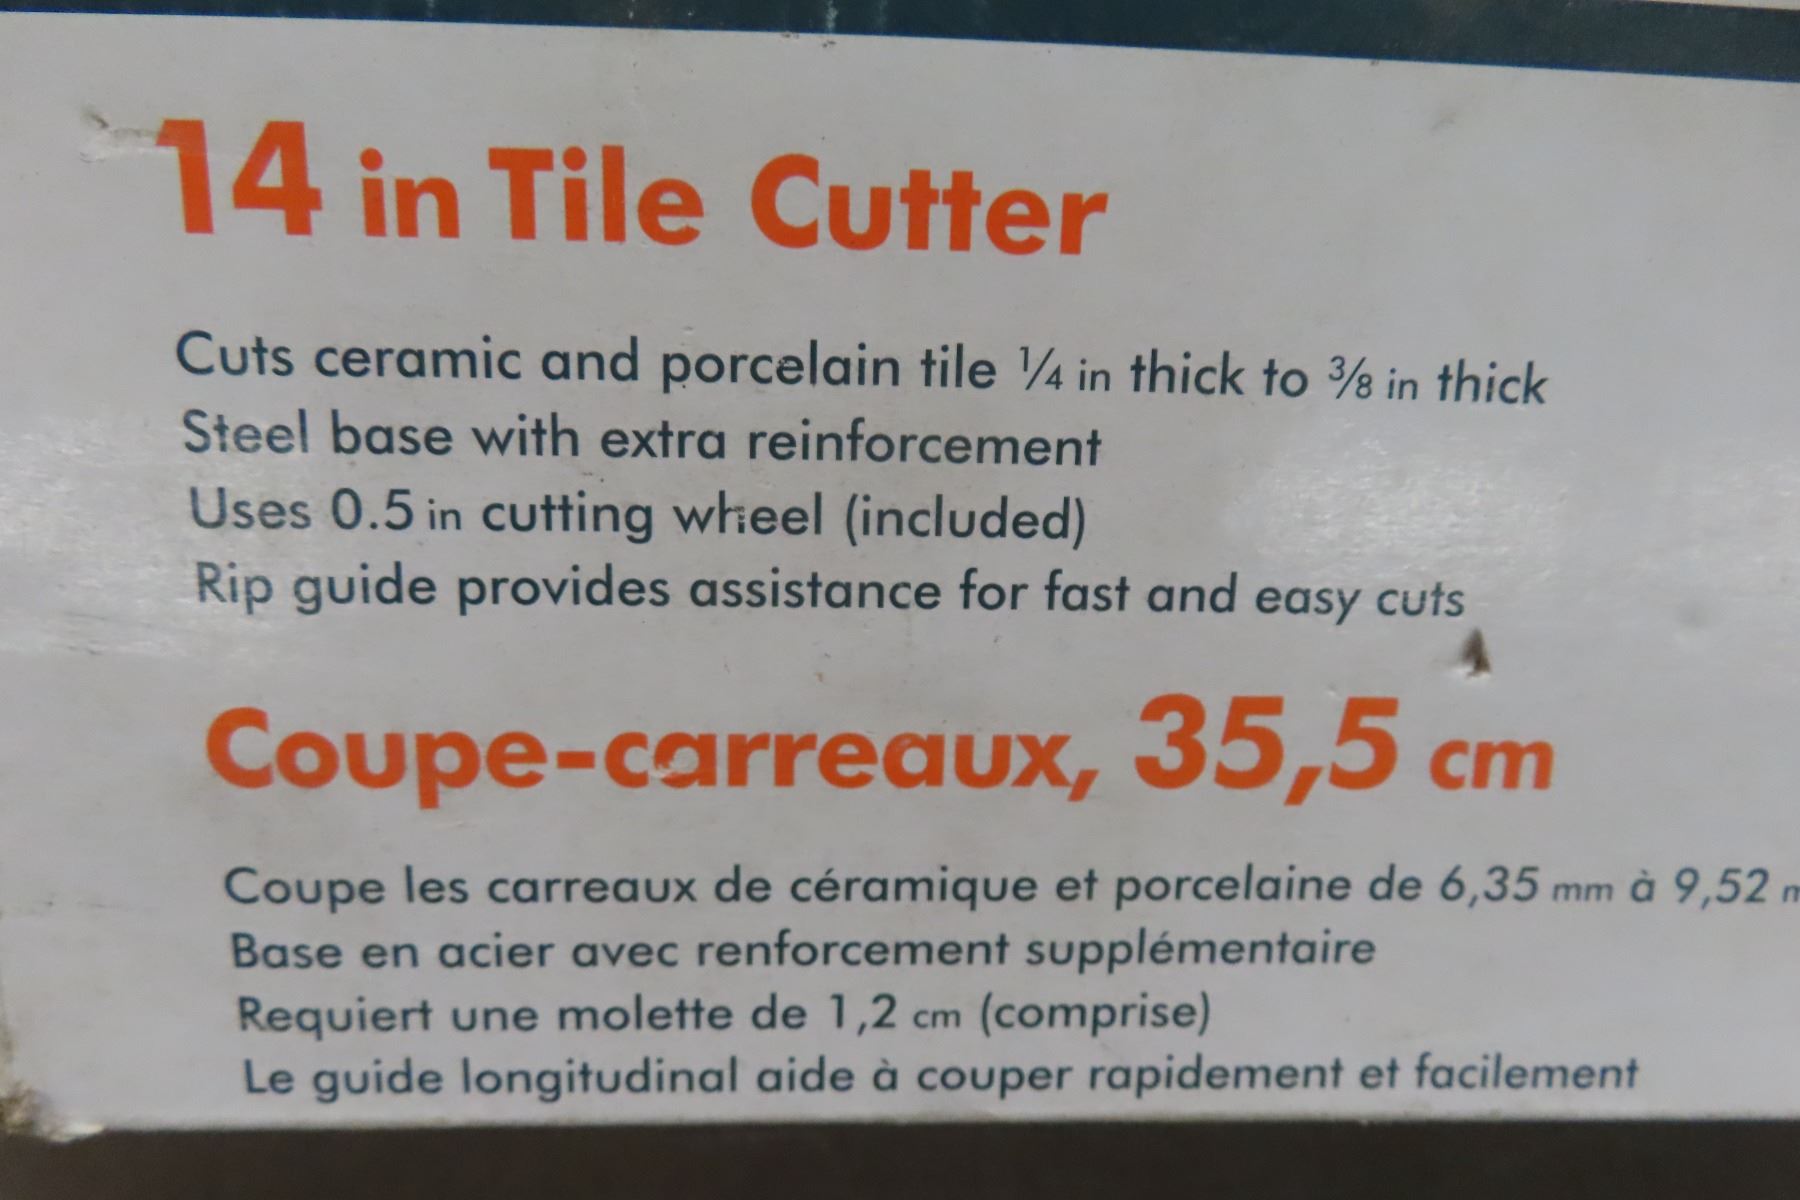 14 in Tile Cutter
Cuts ceramic and porcelain tile ¼ in thick to ⅜ in thick
Steel base with extra reinforcement
Uses 0.5 in cutting wheel (included)
Rip guide provides assistance for fast and easy cuts
Coupe-carreaux, 35,5 cm
Coupe les carreaux de céramique et porcelaine de 6,35 mm à 9,52
Base en acier avec renforcement supplémentaire
Requiert une molette de 1,2 cm (comprise)
Le guide longitudinal aide à couper rapidement et facilement